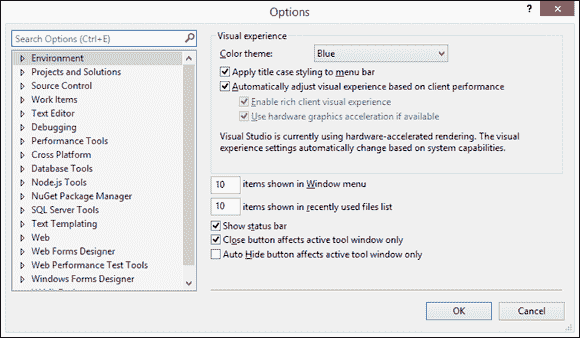 Options
?
Search Options (Ctrl+E)
Environment
Projects and Solutions
Source Control
Work Items
Text Editor
Debugging
Performance Tools
Cross Platform
Database Tools
Node.js Tools
NuGet Package Manager
SQL Server Tools
Text Templating
Web
Web Forms Designer
Web Performance Test Tools
Windows Forms Designer
Visual experience
Color theme: Blue
Apply title case styling to menu bar
Automatically adjust visual experience based on client performance
Enable rich client visual experience
Use hardware graphics acceleration if available
Visual Studio is currently using hardware-accelerated rendering. The visual
experience settings automatically change based on system capabilities.
10 items shown in Window menu
10 items shown in recently used files list
Show status bar
Close button affects active tool window only
Auto Hide button affects active tool window only
OK Cancel